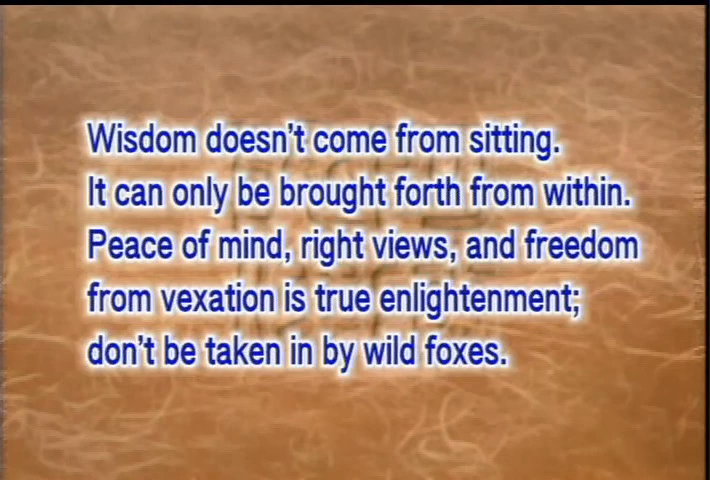 Wisdom doesn't come from sitting.
It can only be brought forth from within.
Peace of mind, right views, and freedom
from vexation is true enlightenment;
don't be taken in by wild foxes.